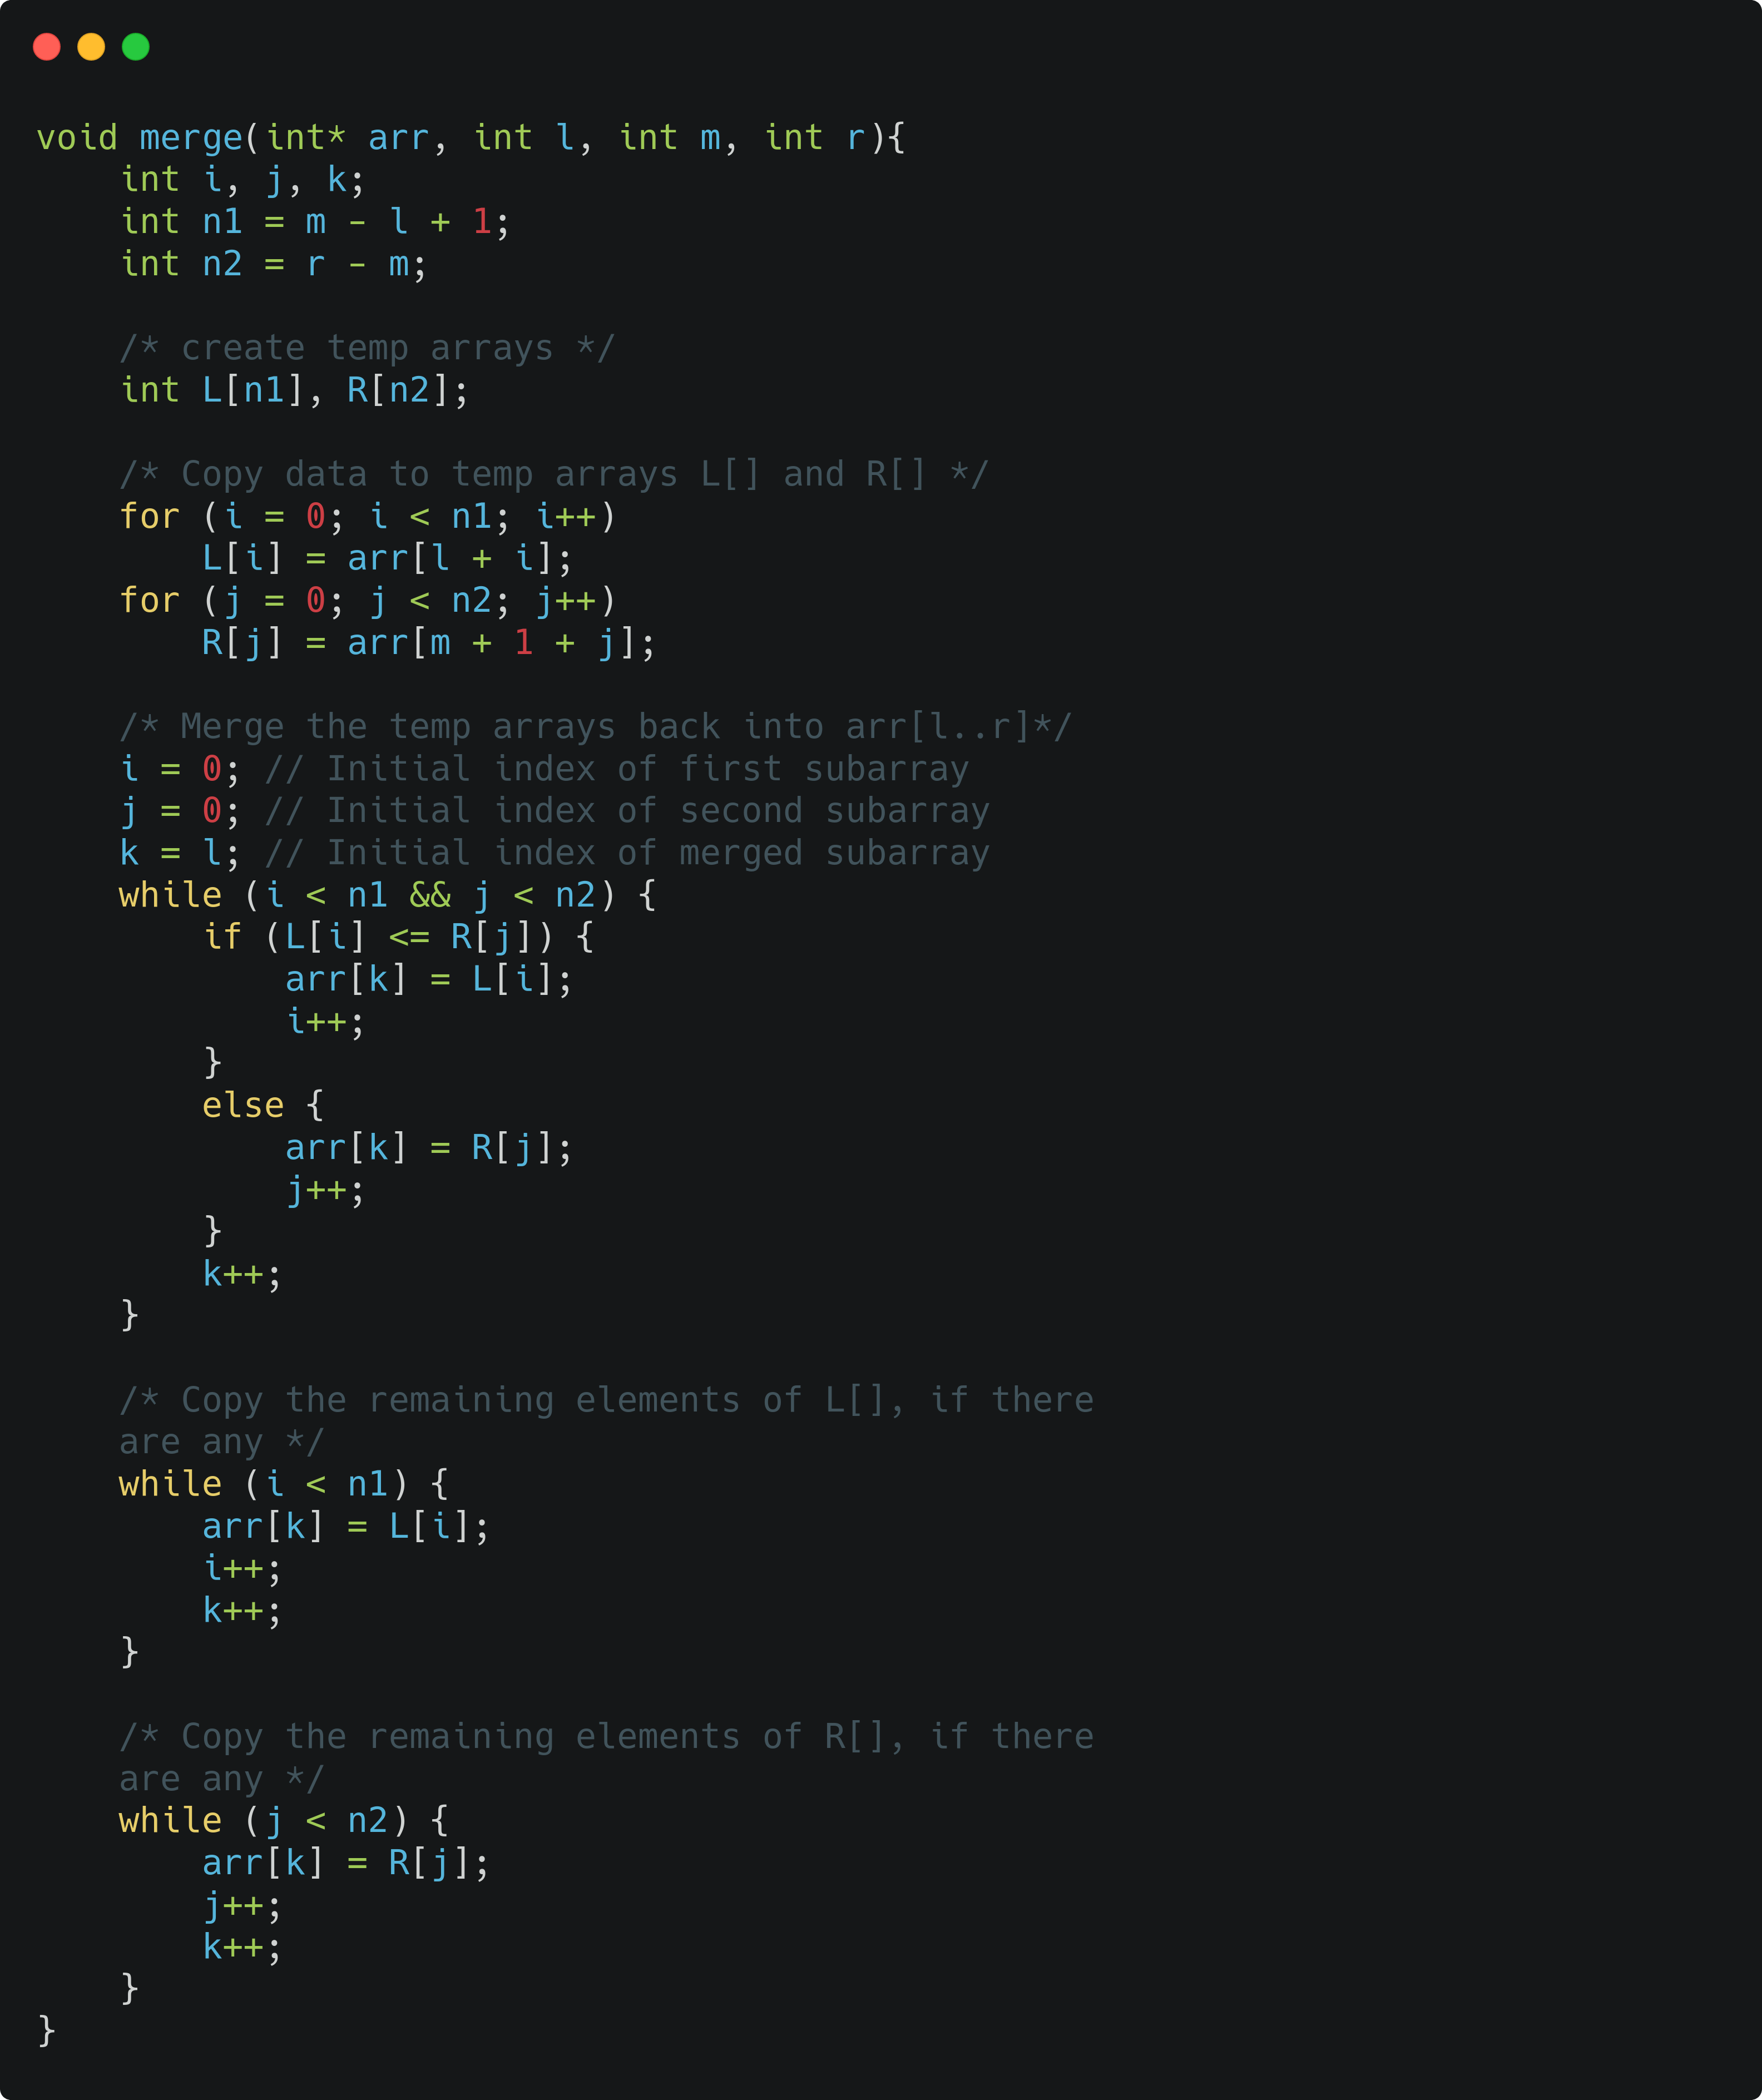 void merge(int* arr, int l, int m, int r){
    int i, j, k;
    int n1 = m - l + 1;
    int n2 = r - m;

    /* create temp arrays */
    int L[n1], R[n2];

    /* Copy data to temp arrays L[] and R[] */
    for (i = 0; i < n1; i++)
        L[i] = arr[l + i];
    for (j = 0; j < n2; j++)
        R[j] = arr[m + 1 + j];

    /* Merge the temp arrays back into arr[l..r]*/
    i = 0; // Initial index of first subarray
    j = 0; // Initial index of second subarray
    k = l; // Initial index of merged subarray
    while (i < n1 && j < n2) {
        if (L[i] <= R[j]) {
            arr[k] = L[i];
            i++;
        }
        else {
            arr[k] = R[j];
            j++;
        }
        k++;
    }

    /* Copy the remaining elements of L[], if there
    are any */
    while (i < n1) {
        arr[k] = L[i];
        i++;
        k++;
    }

    /* Copy the remaining elements of R[], if there
    are any */
    while (j < n2) {
        arr[k] = R[j];
        j++;
        k++;
    }
}